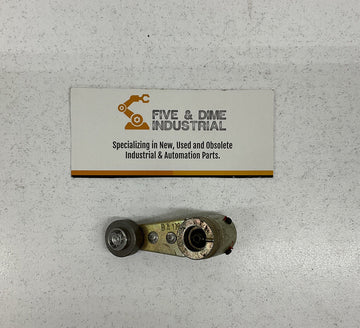 FIVE & DIME
INDUSTRIAL
Specializing in New, Used and Obsolete
Industrial & Automation Parts.